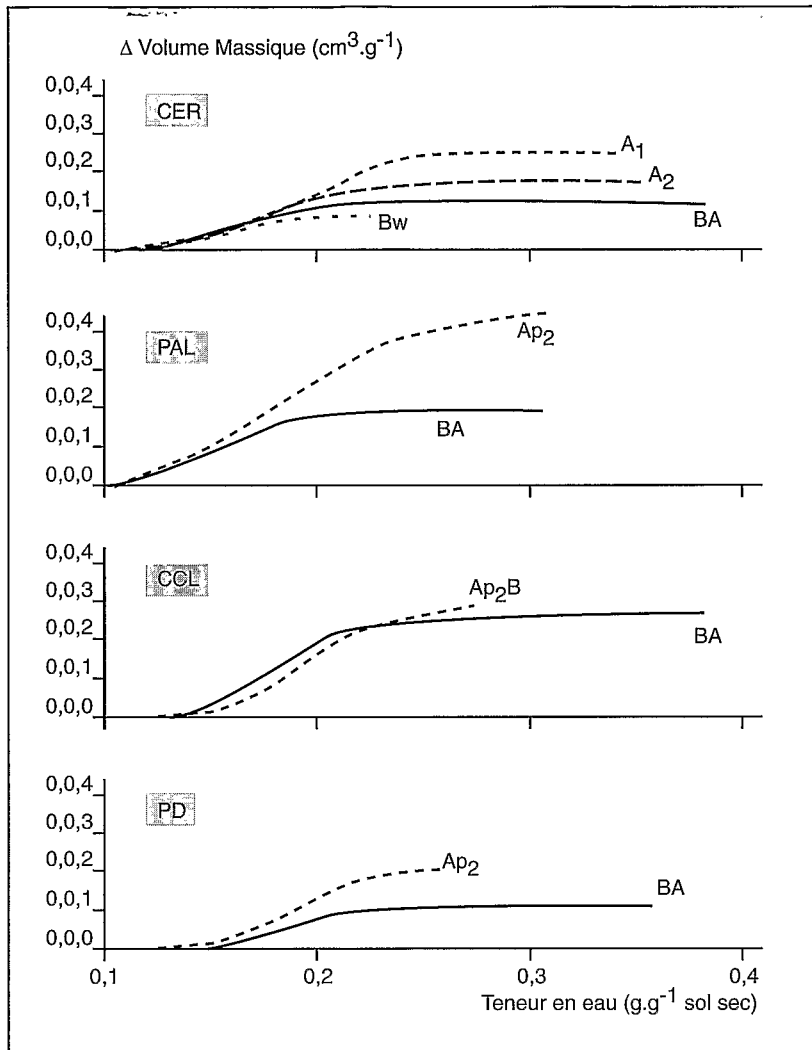 Δ Volume Massique (cm³.g⁻¹)
0,0,4
CER
0,0,3
A₁
0,0,2
A₂
0,0,1
BA
Bw
0,0,0
0,0,4
Ap₂
PAL
0,0,3
0,0,2
BA
0,0,1
0,0,0
0,0,4
CCL
Ap₂B
0,0,3
BA
0,0,2
0,0,1
0,0,0
0,0,4
PD
0,0,3
0,0,2
Ap₂
BA
0,0,1
0,0,0
0,1 0,2 0,3 0,4
Teneur en eau (g.g⁻¹ sol sec)